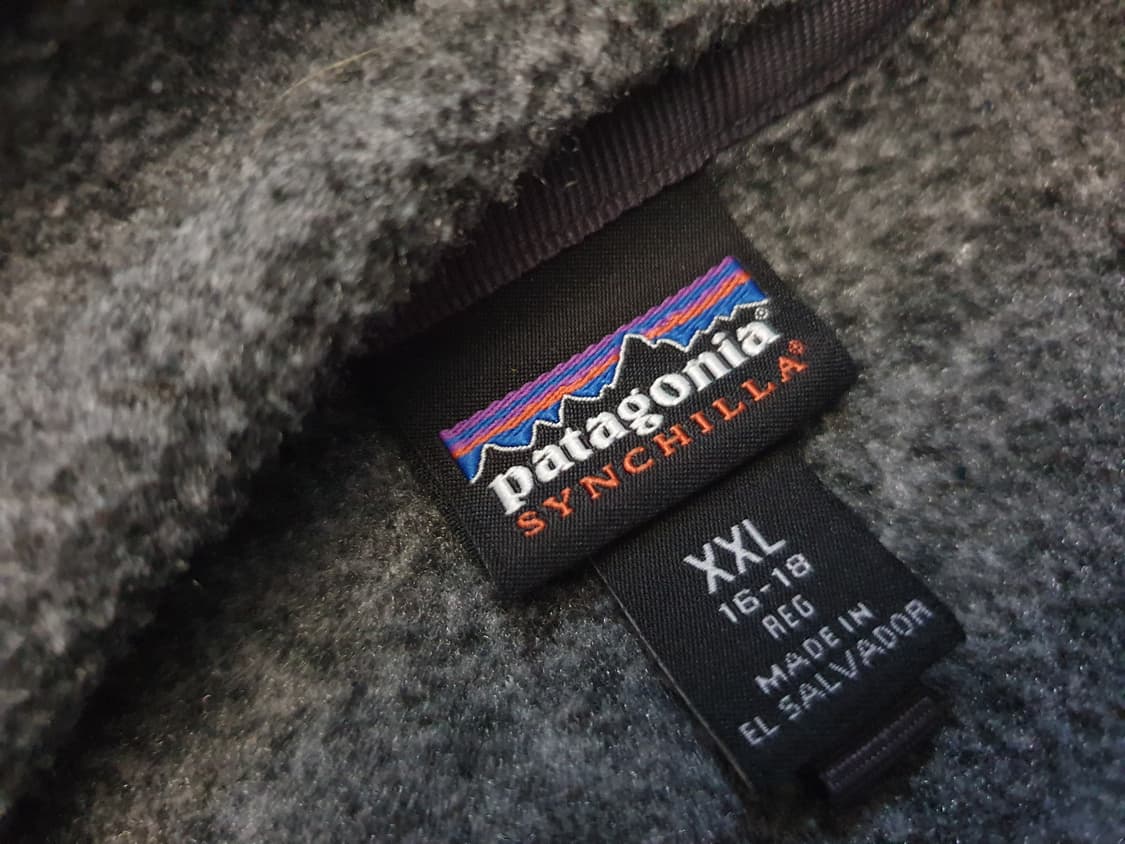 patagonia®
SYNCHILLA®
XXL
16-18
REG
MADE IN
EL SALVADOR